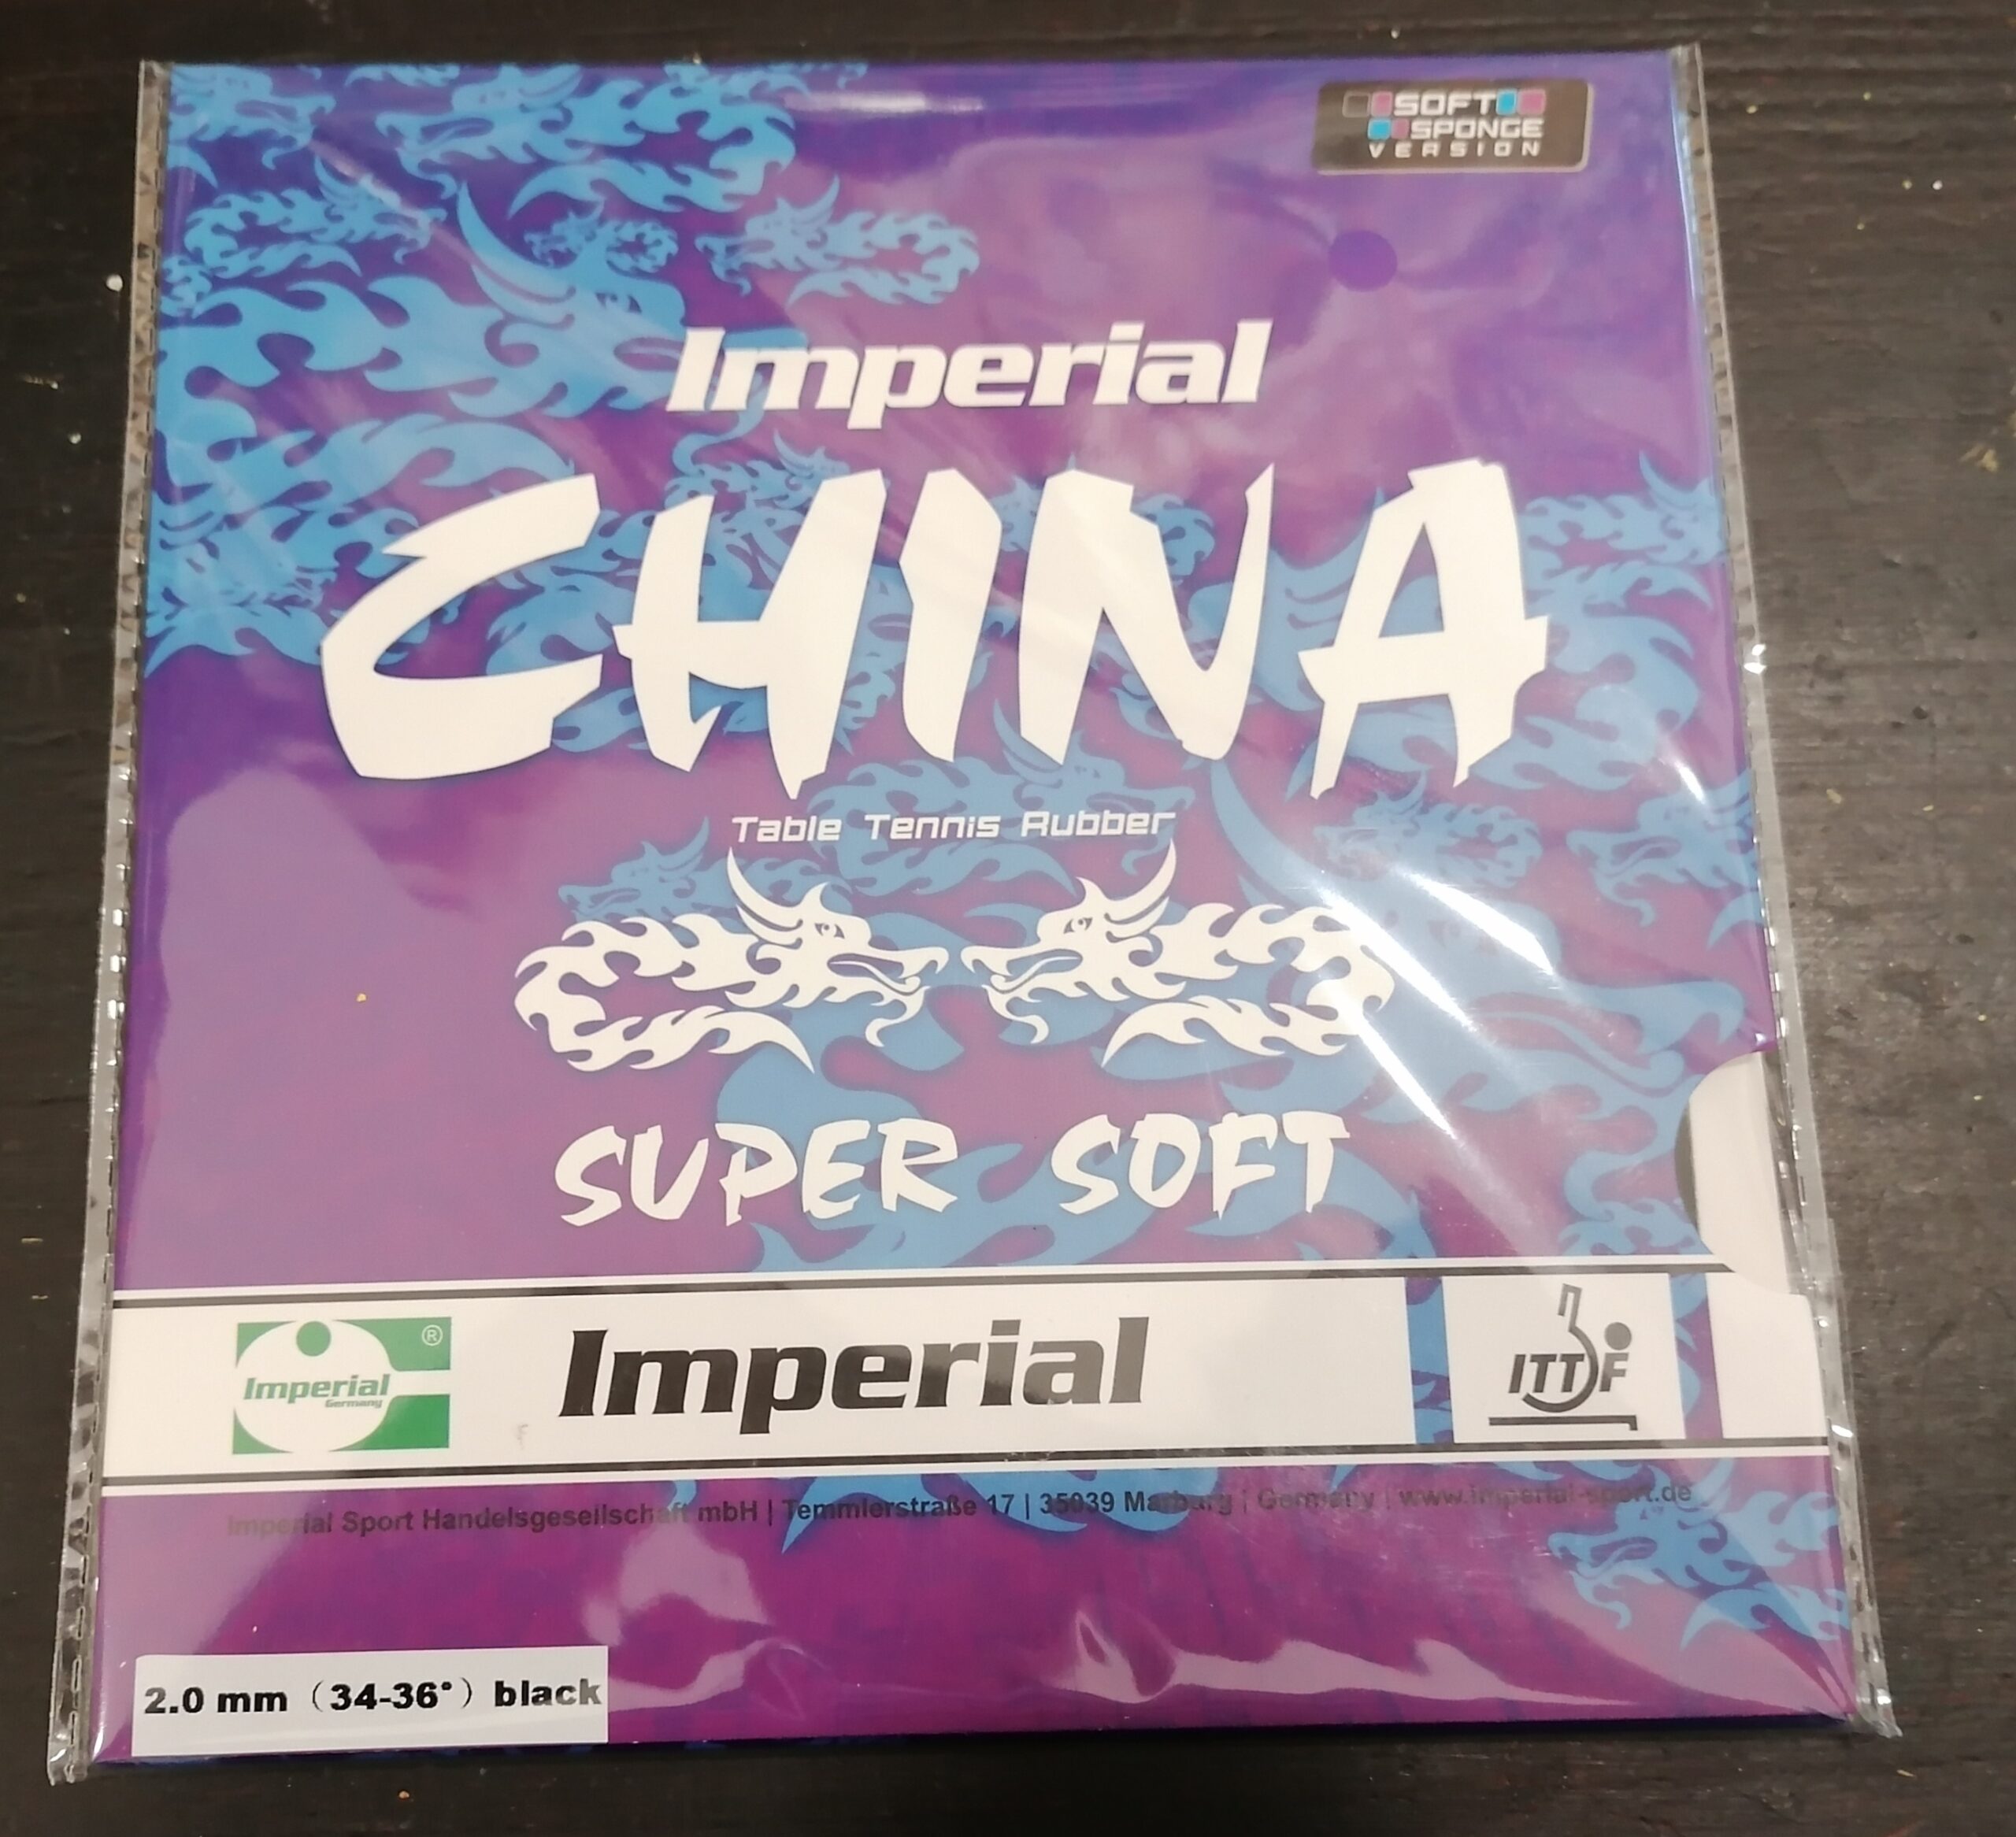 SOFT
SPONGE
VERSION
Imperial
CHINA
Table Tennis Rubber
SUPER SOFT
Imperial
Germany
®
Imperial
ITTF
Imperial Sport Handelsgesellschaft mbH | Temmlerstraße 17 | 35039 Marburg | Germany | www.imperial-sport.de
2.0 mm (34-36°) black